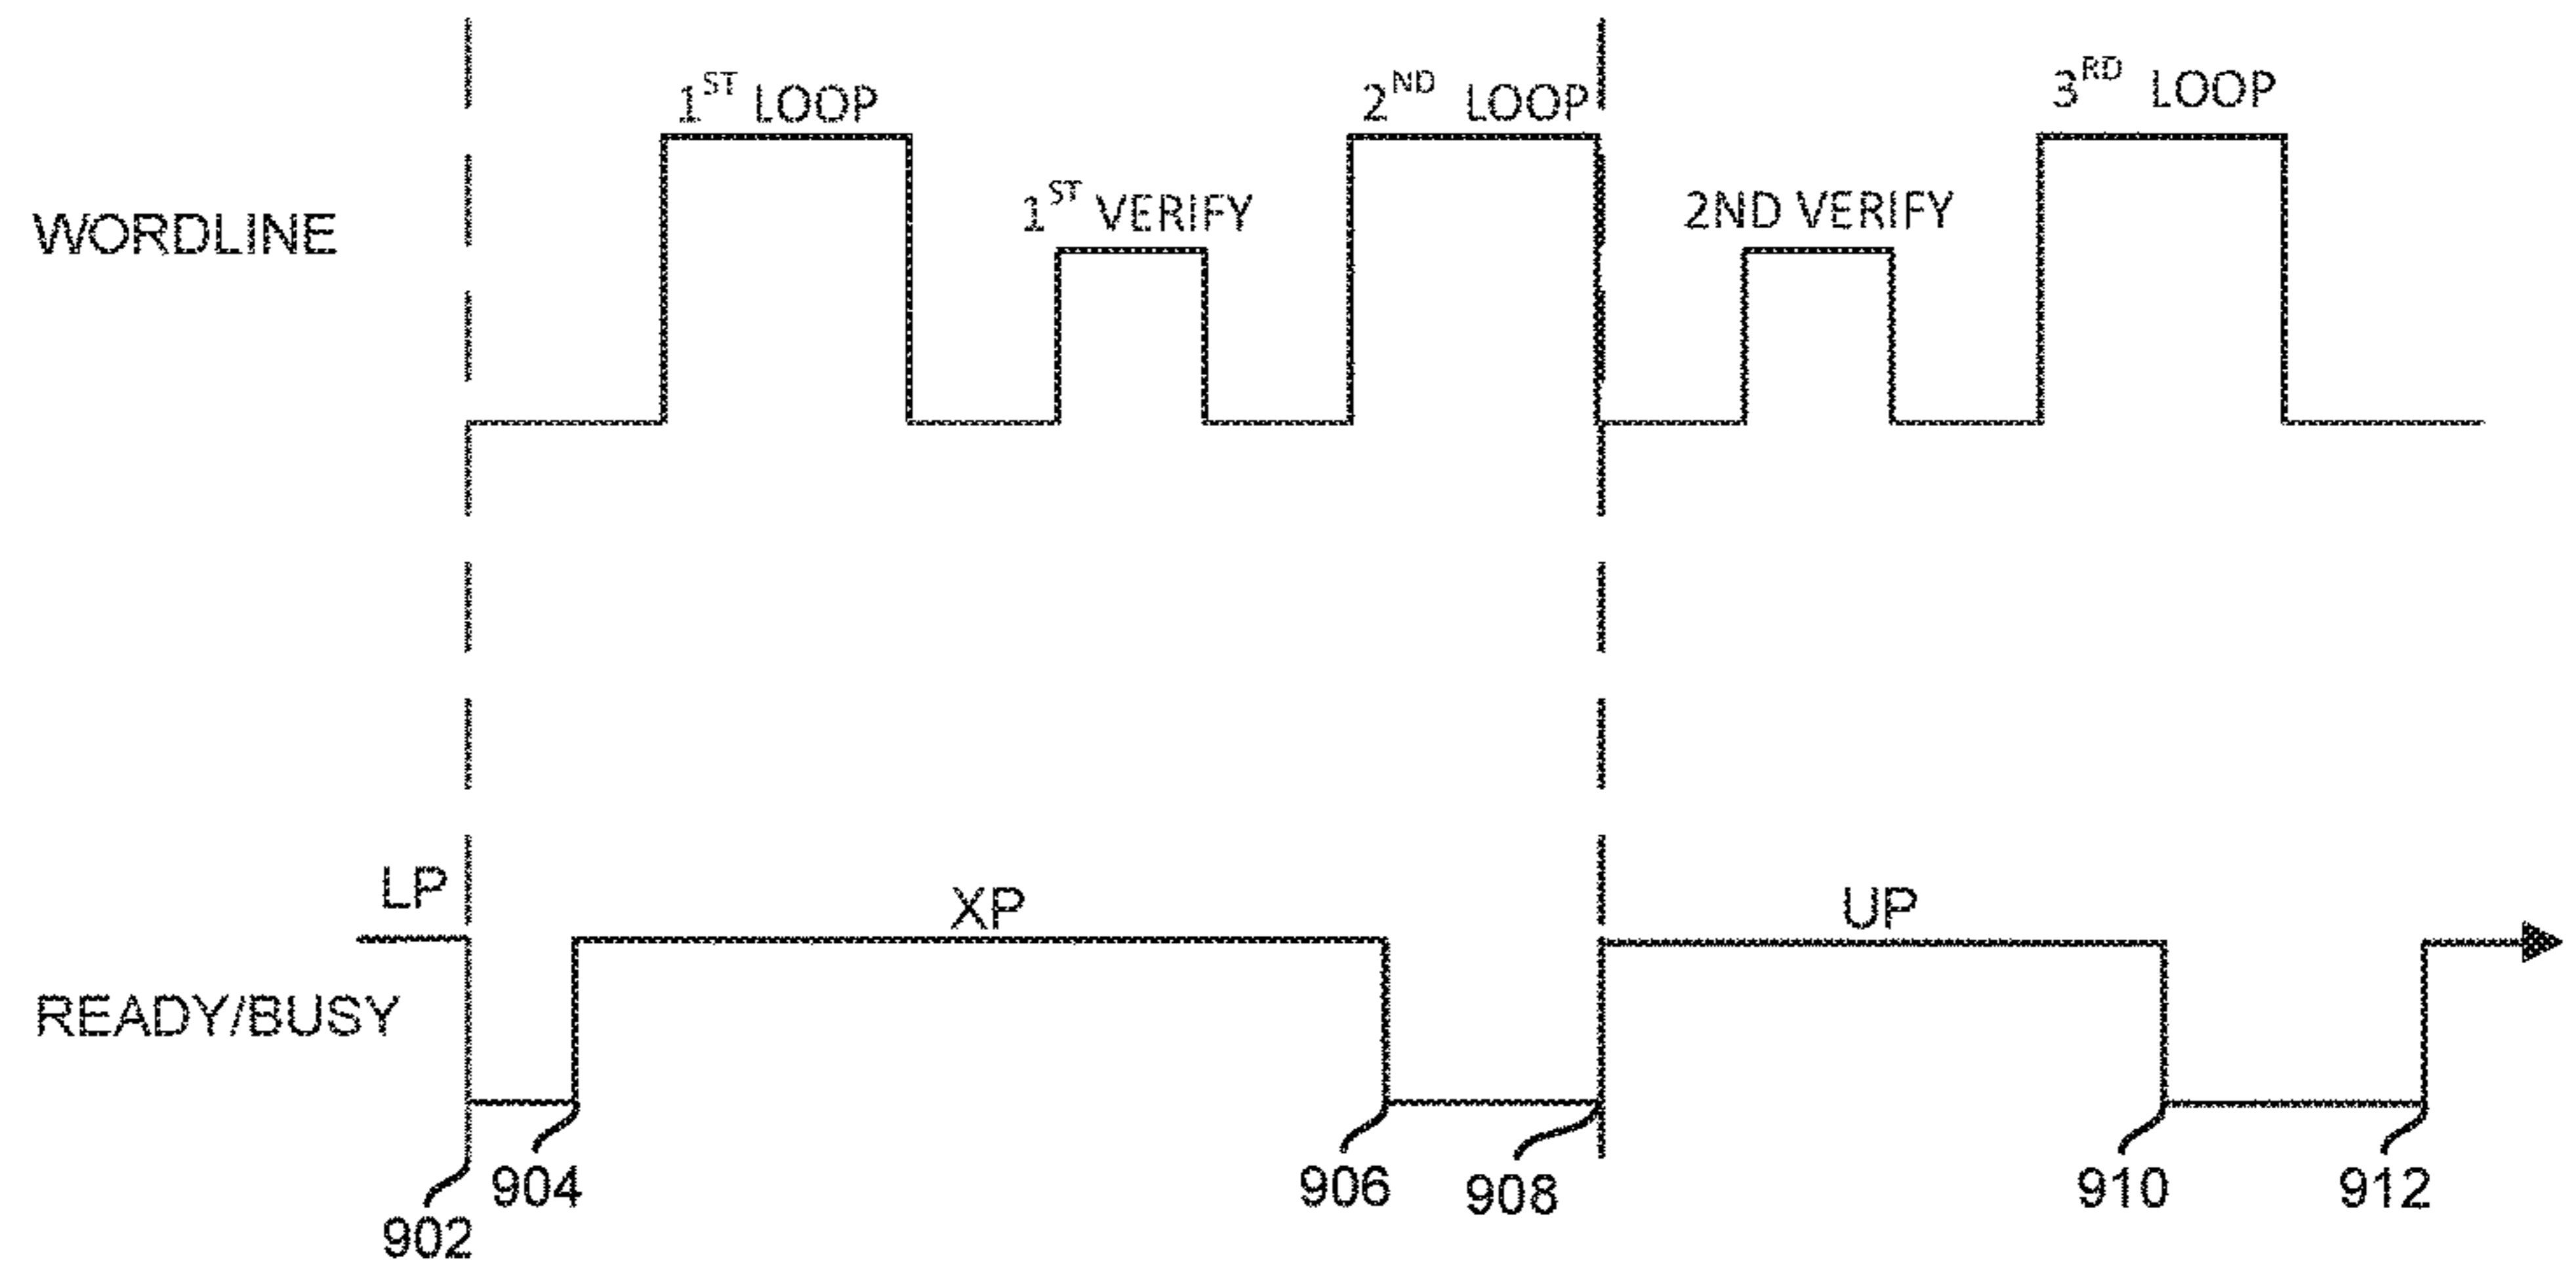 1ST LOOP
2ND LOOP
3RD LOOP
WORDLINE
1ST VERIFY
2ND VERIFY
LP
XP
UP
READY/BUSY
902
904
906
908
910
912